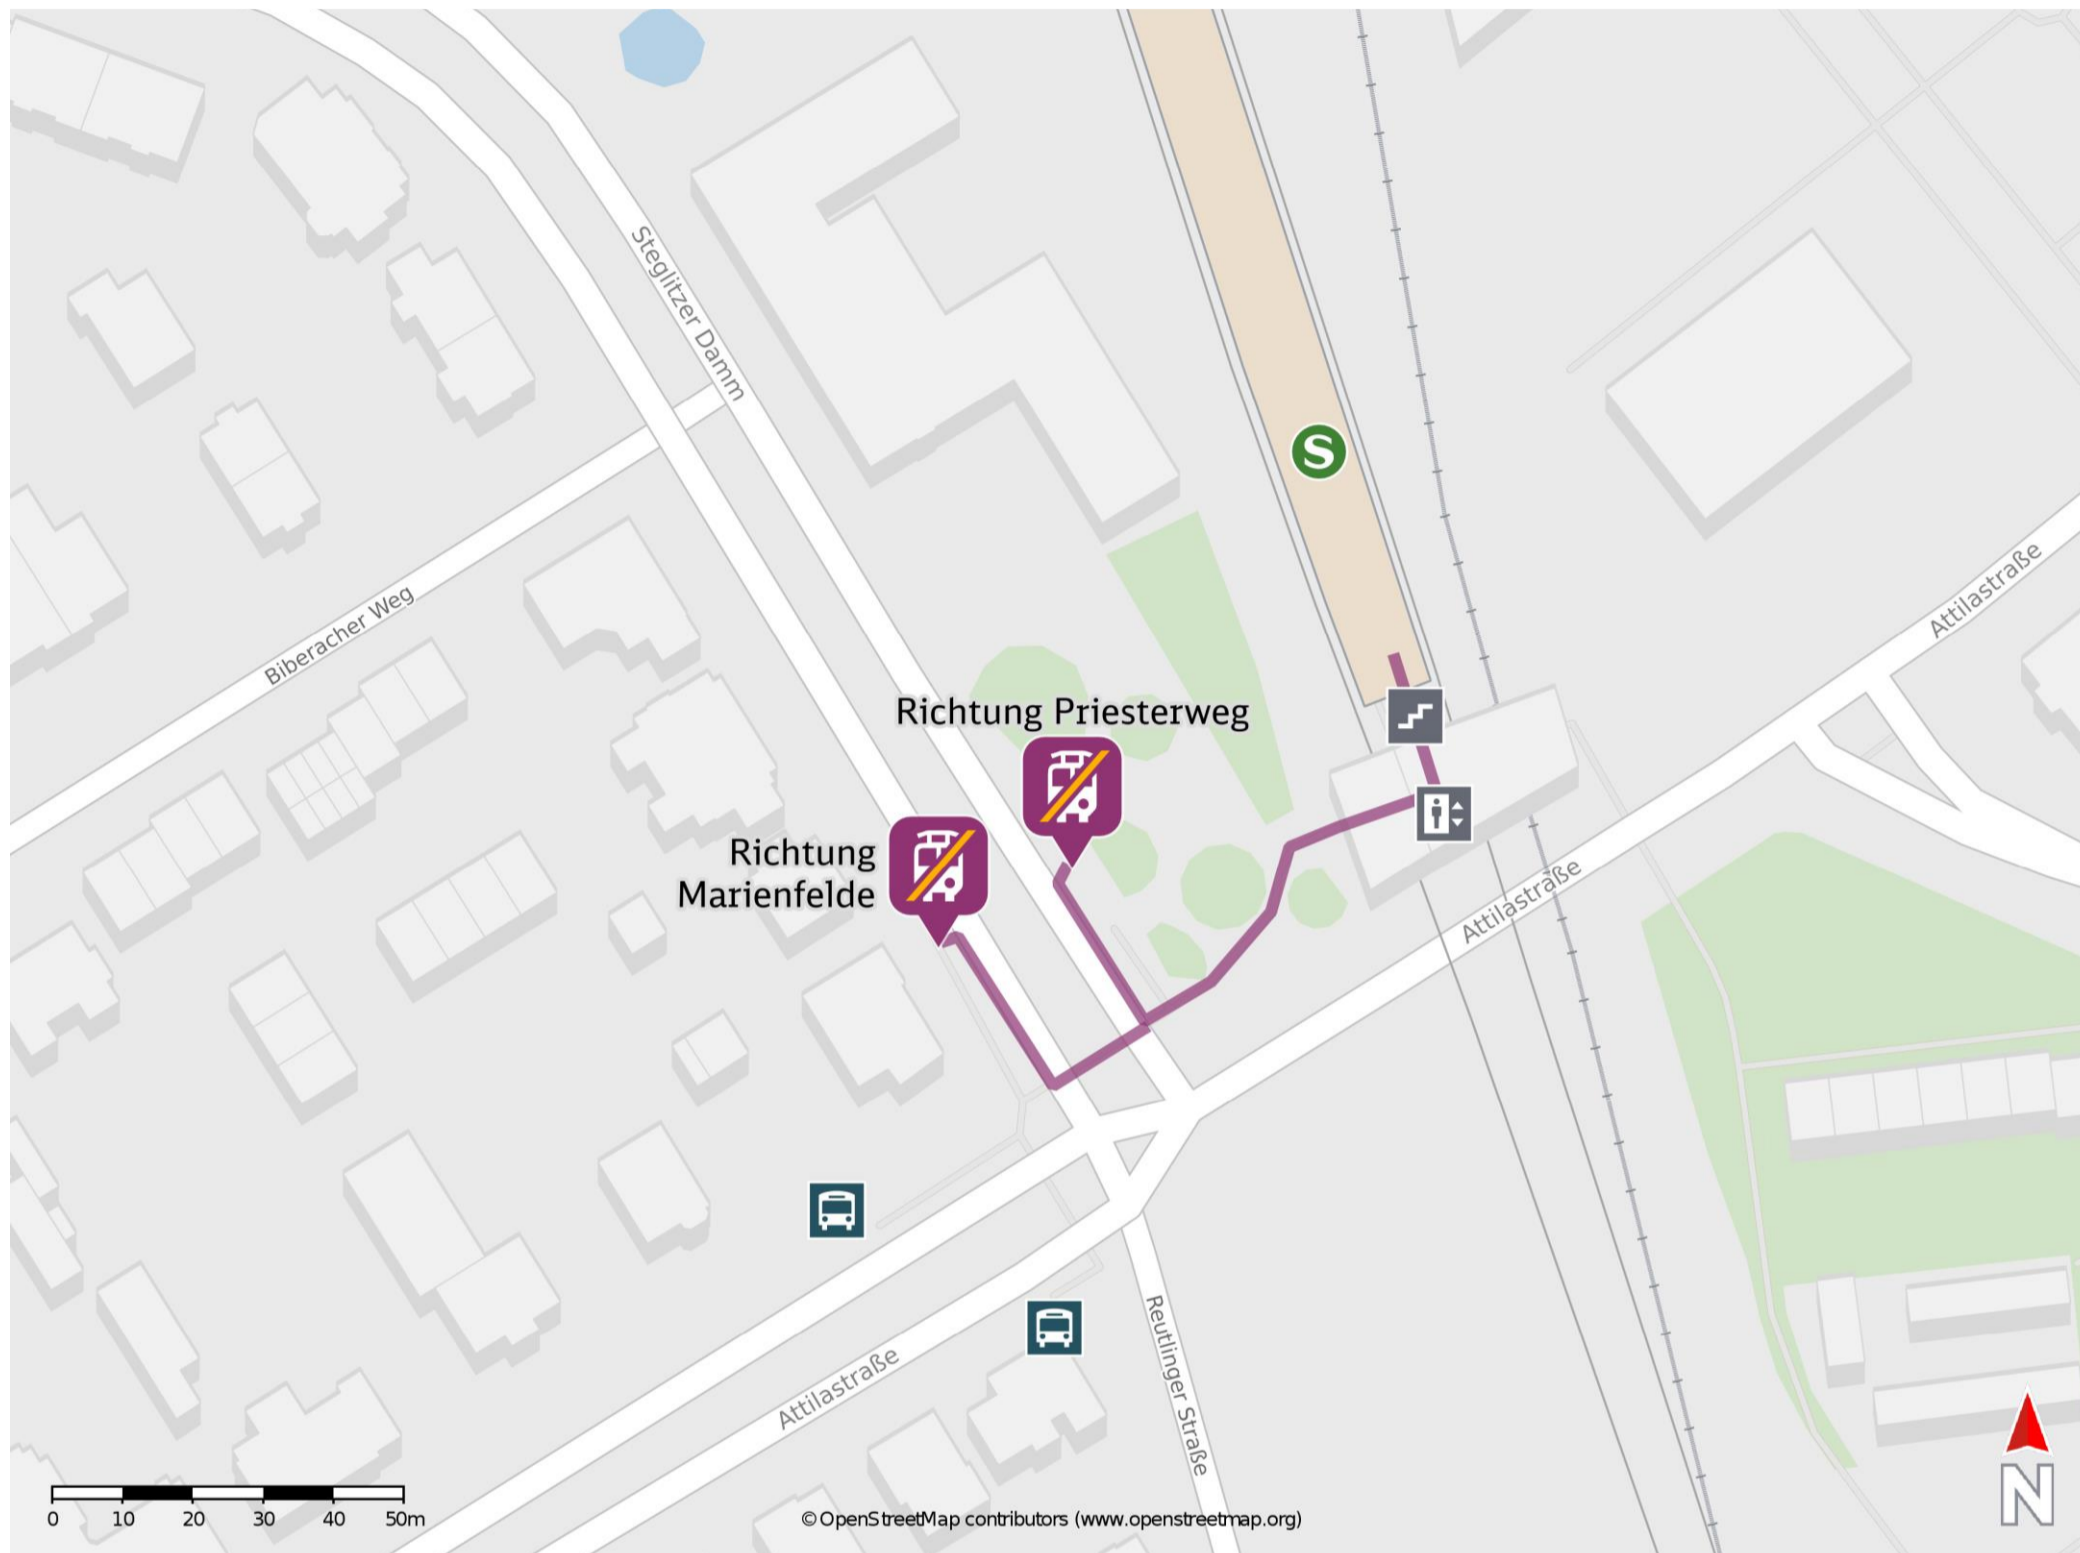 Steglitzer Damm
S
Attilastraße
Biberacher Weg
Richtung Priesterweg
Richtung
Marienfelde
Attilastraße
Reutlinger Straße
Attilastraße
N
0 10 20 30 40 50m
© OpenStreetMap contributors (www.openstreetmap.org)